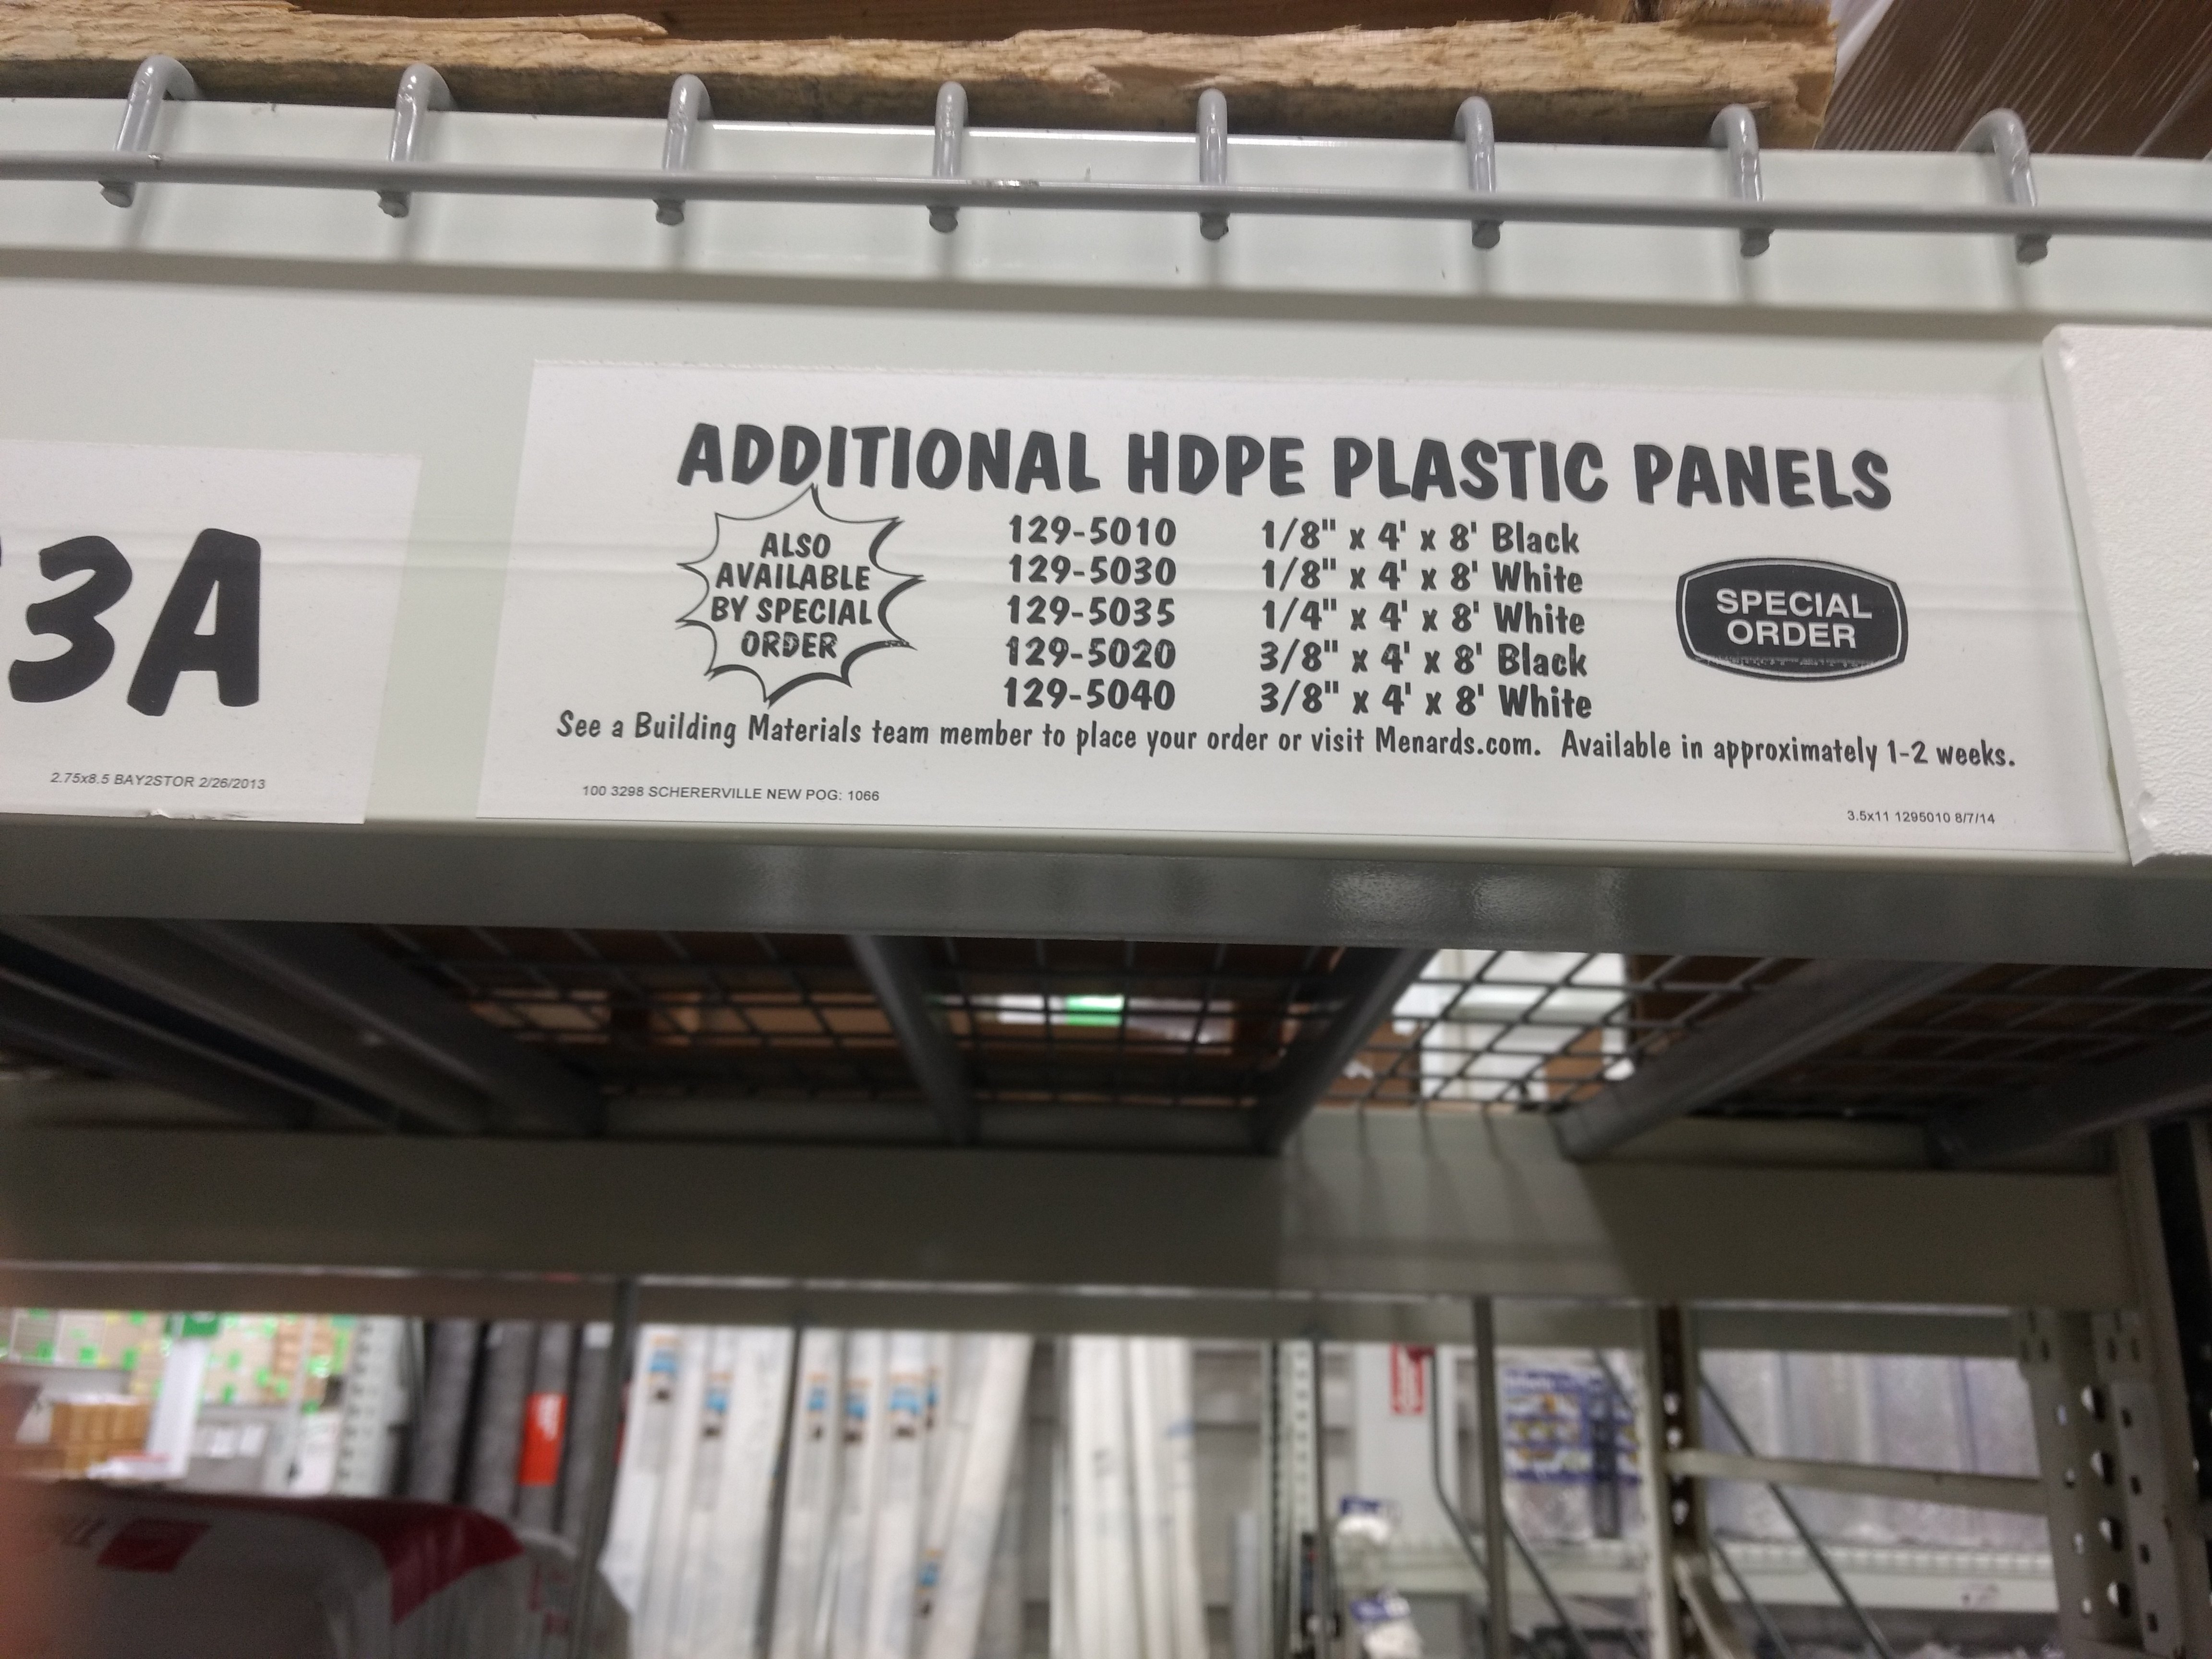 ADDITIONAL HDPE PLASTIC PANELS
ALSO
AVAILABLE
BY SPECIAL
ORDER
129-5010 1/8" x 4' x 8' Black
129-5030 1/8" x 4' x 8' White
129-5035 1/4" x 4' x 8' White
129-5020 3/8" x 4' x 8' Black
129-5040 3/8" x 4' x 8' White
SPECIAL
ORDER
See a Building Materials team member to place your order or visit Menards.com. Available in approximately 1-2 weeks.
100 3298 SCHERERVILLE NEW POG: 1066
3.5x11 1295010 8/7/14
3A
2.75x8.5 BAY2STOR 2/26/2013